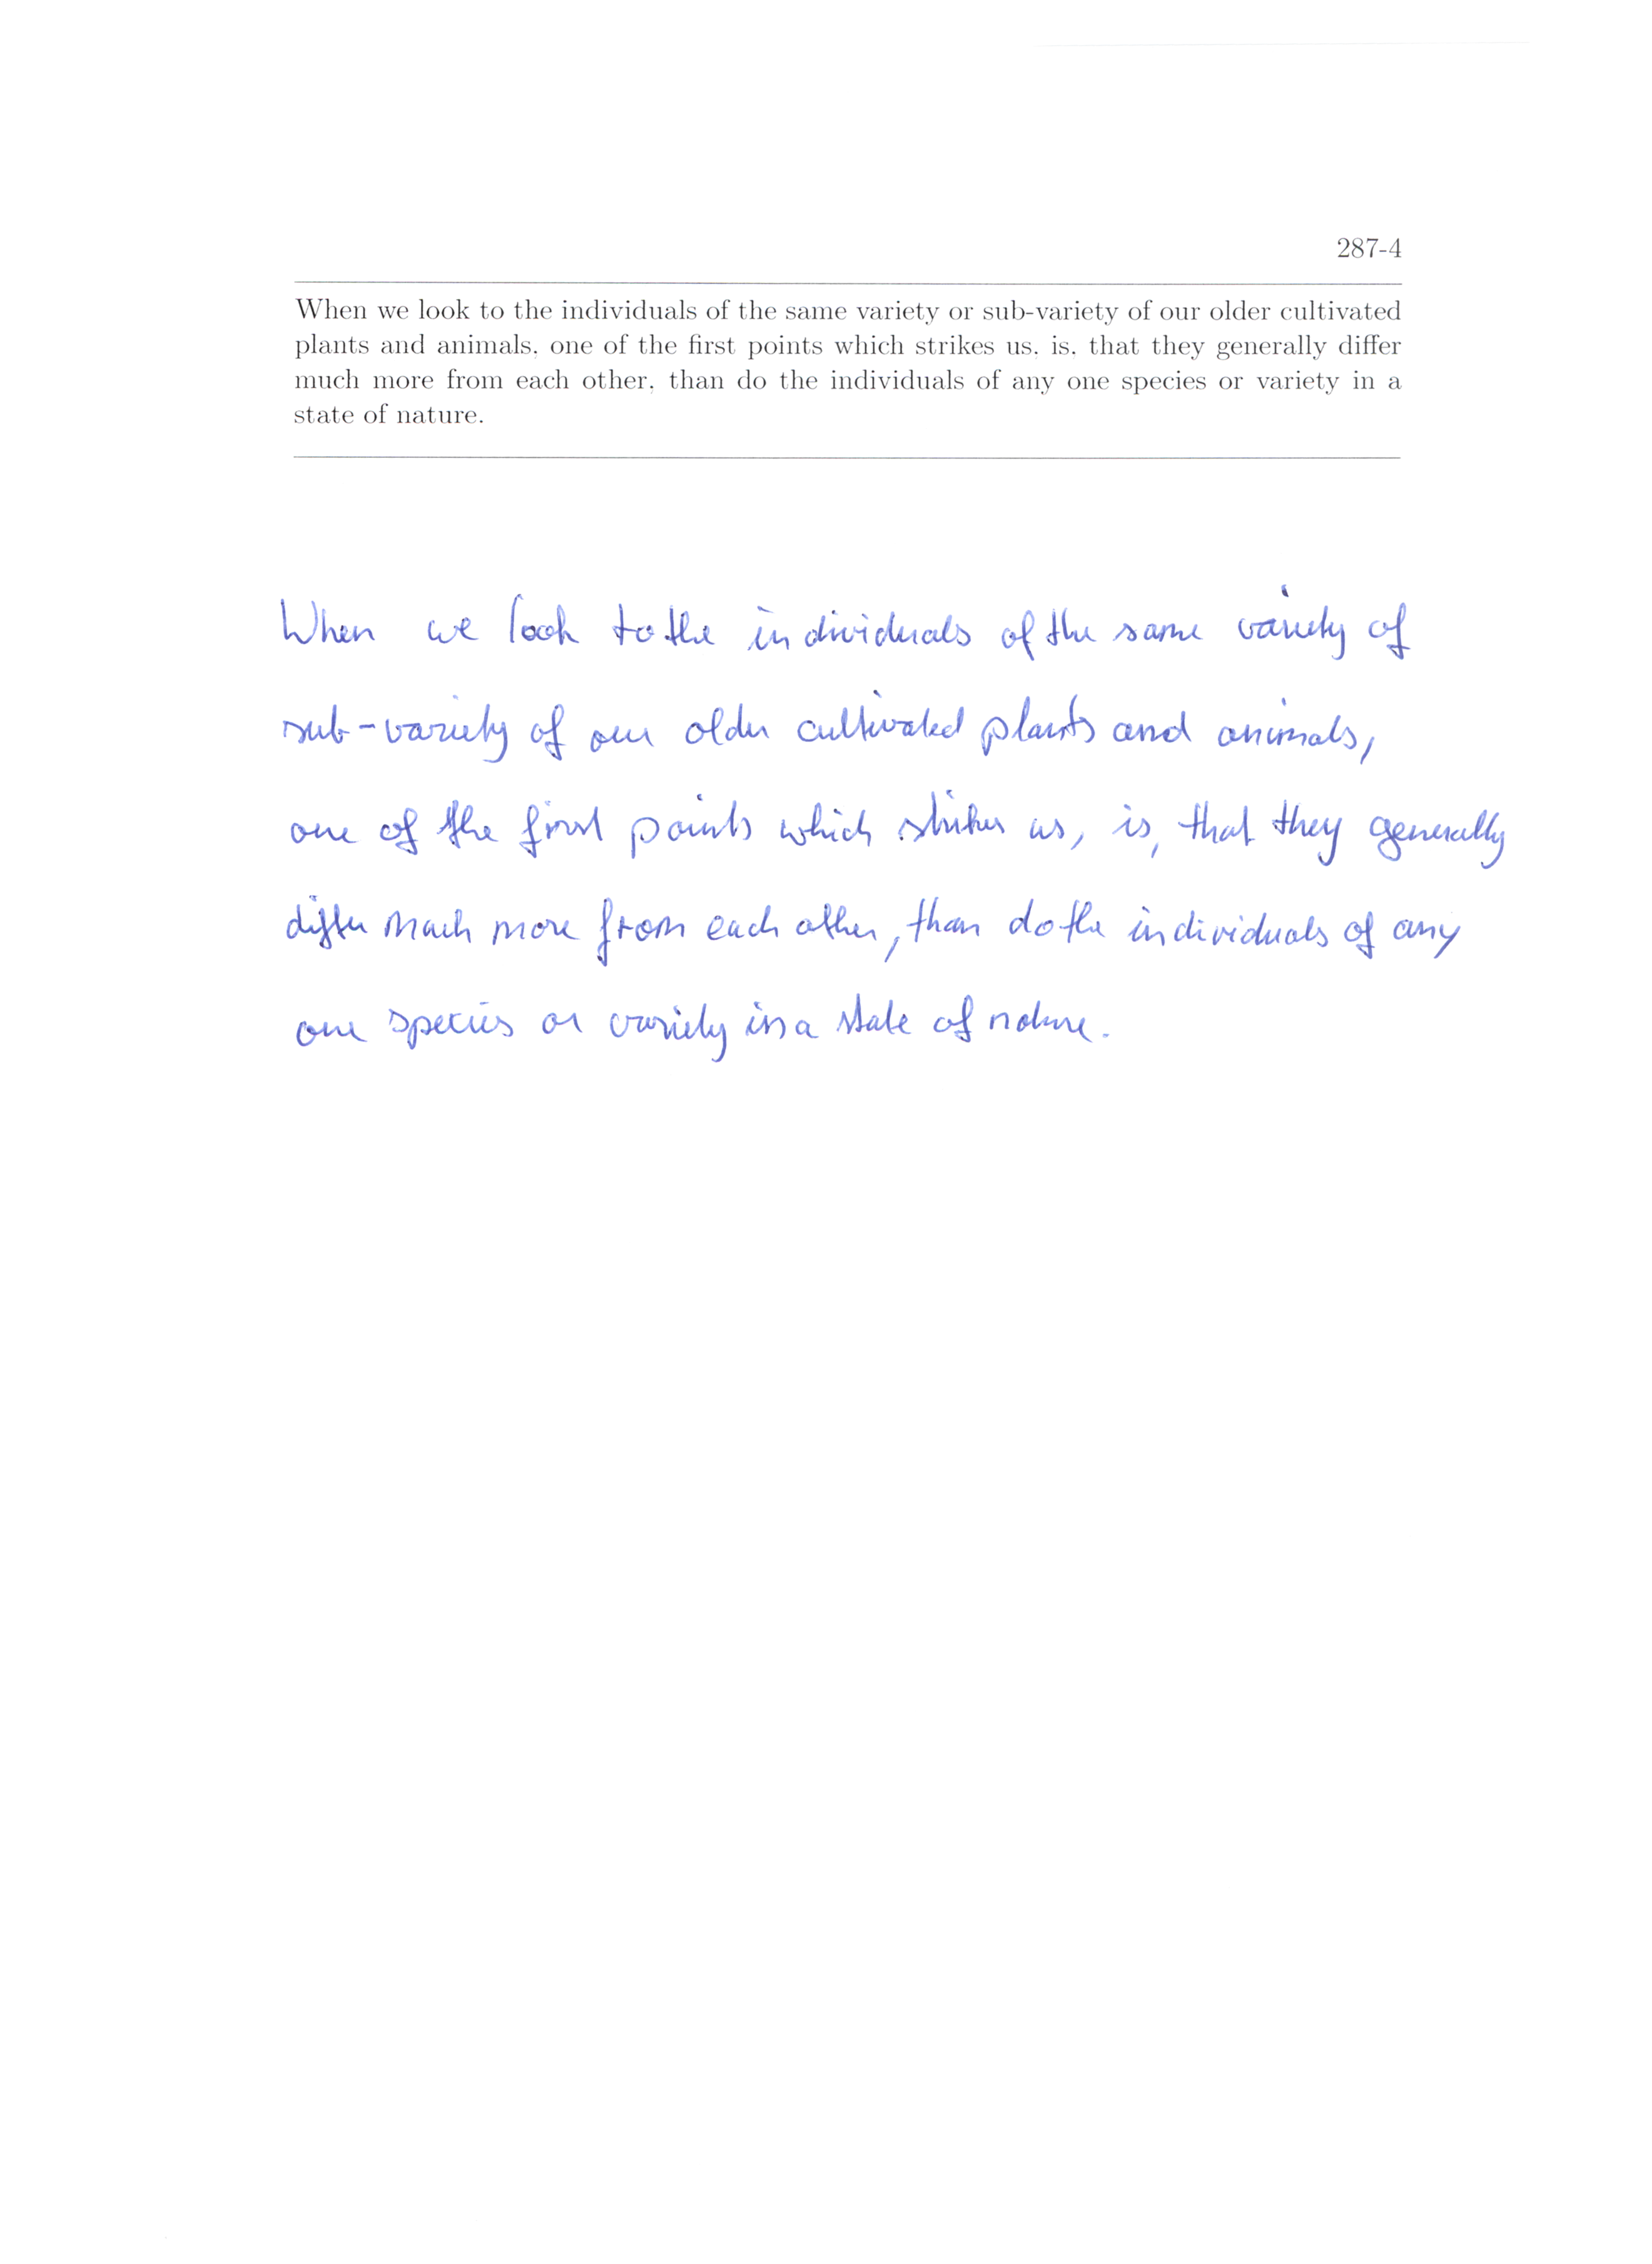 287-4
When we look to the individuals of the same variety or sub-variety of our older cultivated
plants and animals, one of the first points which strikes us, is, that they generally differ
much more from each other, than do the individuals of any one species or variety in a
state of nature.
When we look to the individuals of the same variety of
sub-variety of our older cultivated plants and animals,
one of the first points which strikes us, is, that they generally
differ much more from each other, than do the individuals of any
one species or variety in a state of nature.